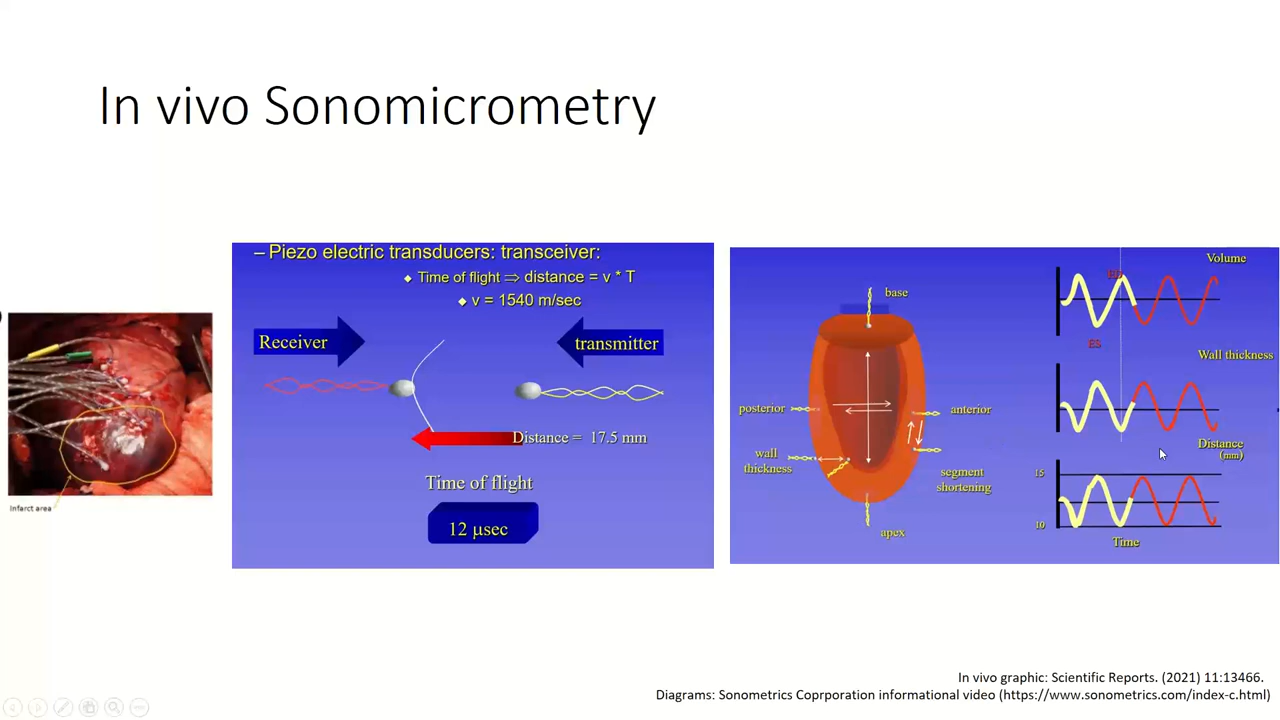 In vivo Sonomicrometry
– Piezo electric transducers: transceiver:
Time of flight ⇒ distance = v * T
v = 1540 m/sec
Receiver
transmitter
Distance = 17.5 mm
Time of flight
12 μsec
Infarct area
base
posterior
anterior
wall
thickness
segment
shortening
apex
Volume
ED
ES
Wall thickness
Distance
(mm)
15
10
Time
In vivo graphic: Scientific Reports. (2021) 11:13466.
Diagrams: Sonometrics Coprporation informational video (https://www.sonometrics.com/index-c.html)